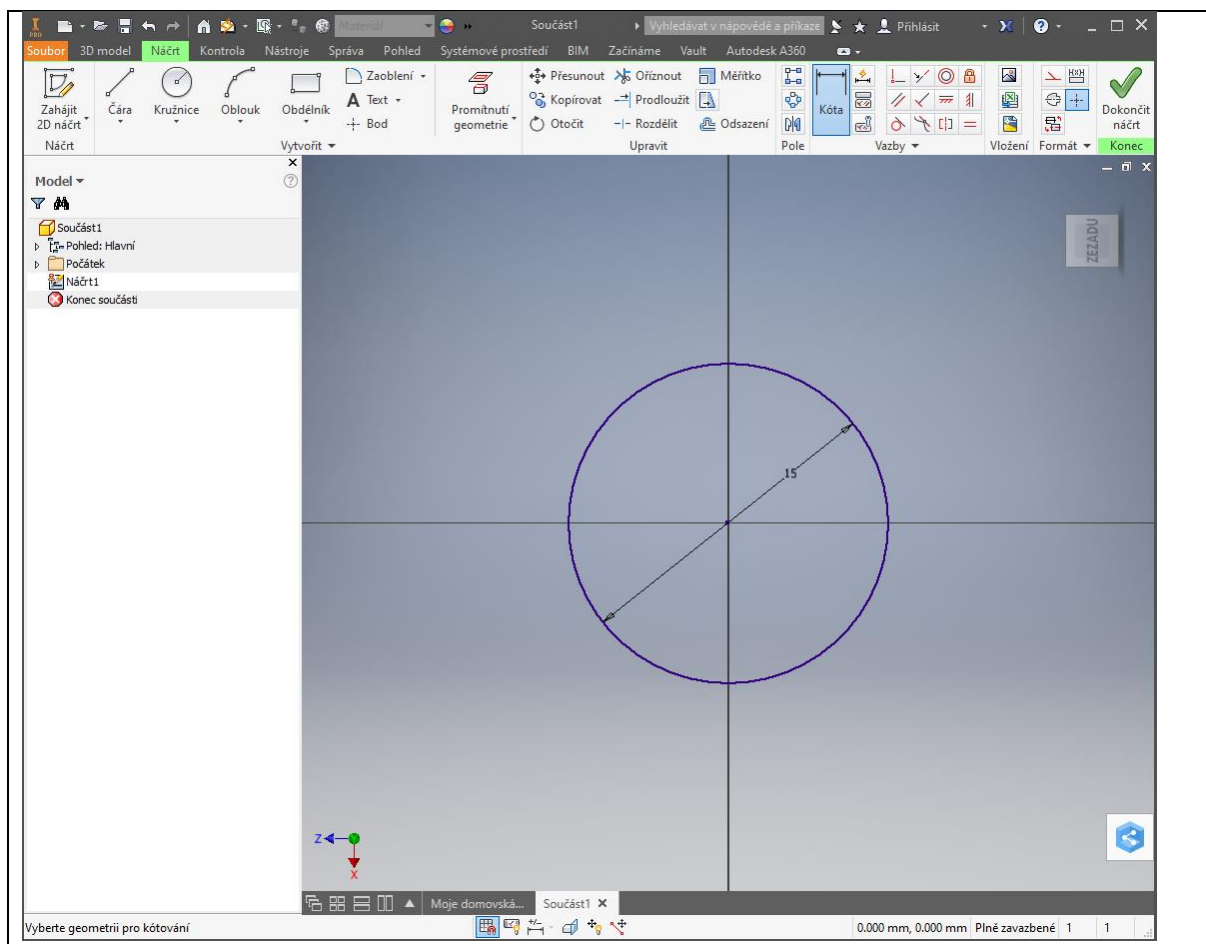 PRO Materiál Součást1 Vyhledávat v nápovědě a příkaze Přihlásit
Soubor 3D model Náčrt Kontrola Nástroje Správa Pohled Systémové prostředí BIM Začínáme Vault Autodesk A360
Zahájit 2D náčrt
Čára
Kružnice
Oblouk
Obdélník
Zaoblení
Text
Bod
Promítnutí geometrie
Přesunout Oříznout Měřítko
Kopírovat Prodloužit
Otočit Rozdělit Odsazení
Kóta
Dokončit náčrt
Náčrt Vytvořit Upravit Pole Vazby Vložení Formát Konec
Model
Součást1
Pohled: Hlavní
Počátek
Náčrt1
Konec součásti
ZEZADU
15
Z
X
Moje domovská... Součást1
Vyberte geometrii pro kótování 0.000 mm, 0.000 mm Plně zavazbené 1 1